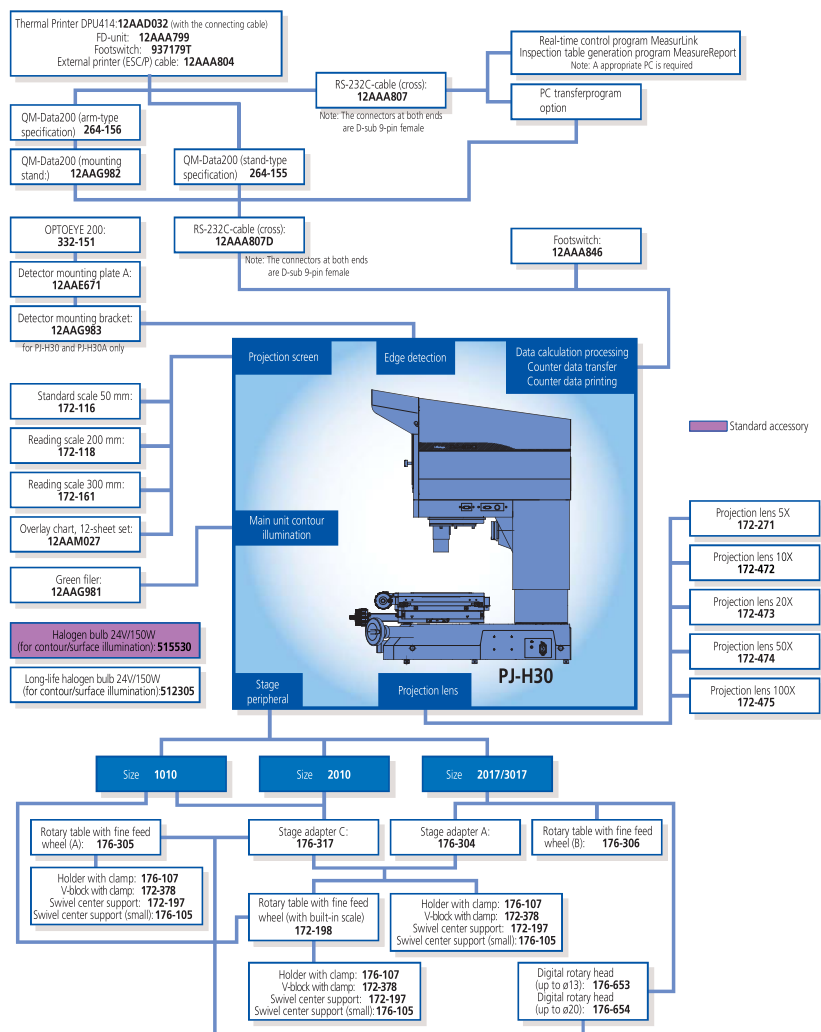 Thermal Printer DPU414:12AAD032 (with the connecting cable)
FD-unit: 12AAA799
Footswitch: 937179T
External printer (ESC/P) cable: 12AAA804
Real-time control program MeasurLink
Inspection table generation program MeasureReport
Note: A appropriate PC is required
RS-232C-cable (cross):
12AAA807
Note: The connectors at both ends
are D-sub 9-pin female
PC transferprogram
option
QM-Data200 (arm-type
specification) 264-156
QM-Data200 (mounting
stand:) 12AAG982
QM-Data200 (stand-type
specification) 264-155
OPTOEYE 200:
332-151
RS-232C-cable (cross):
12AAA807D
Note: The connectors at both ends
are D-sub 9-pin female
Footswitch:
12AAA846
Detector mounting plate A:
12AAE671
Detector mounting bracket:
12AAG983
for PJ-H30 and PJ-H30A only
Projection screen
Edge detection
Data calculation processing
Counter data transfer
Counter data printing
Standard scale 50 mm:
172-116
Reading scale 200 mm:
172-118
Reading scale 300 mm:
172-161
Overlay chart, 12-sheet set:
12AAM027
Standard accessory
Main unit contour
illumination
Green filer:
12AAG981
Halogen bulb 24V/150W
(for contour/surface illumination):515530
Long-life halogen bulb 24V/150W
(for contour/surface illumination):512305
Projection lens 5X
172-271
Projection lens 10X
172-472
Projection lens 20X
172-473
Projection lens 50X
172-474
Projection lens 100X
172-475
PJ-H30
Stage
peripheral
Projection lens
Size 1010
Size 2010
Size 2017/3017
Rotary table with fine feed
wheel (A): 176-305
Stage adapter C:
176-317
Stage adapter A:
176-304
Rotary table with fine feed
wheel (B): 176-306
Holder with clamp: 176-107
V-block with clamp: 172-378
Swivel center support: 172-197
Swivel center support (small): 176-105
Rotary table with fine feed
wheel (with built-in scale)
172-198
Holder with clamp: 176-107
V-block with clamp: 172-378
Swivel center support: 172-197
Swivel center support (small): 176-105
Holder with clamp: 176-107
V-block with clamp: 172-378
Swivel center support: 172-197
Swivel center support (small): 176-105
Digital rotary head
(up to ø13): 176-653
Digital rotary head
(up to ø20): 176-654